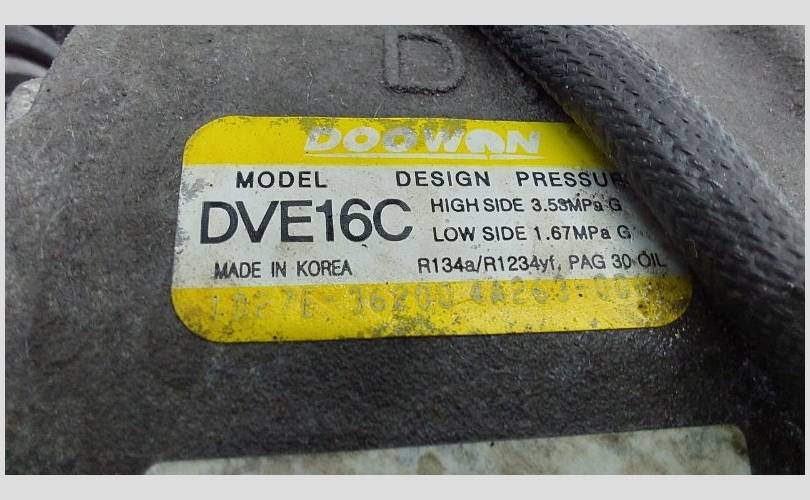 D
DOOWON
MODEL DESIGN PRESSUR
DVE16C HIGH SIDE 3.53MPa G
LOW SIDE 1.67MPa G
MADE IN KOREA R134a/R1234yf, PAG 30 OIL